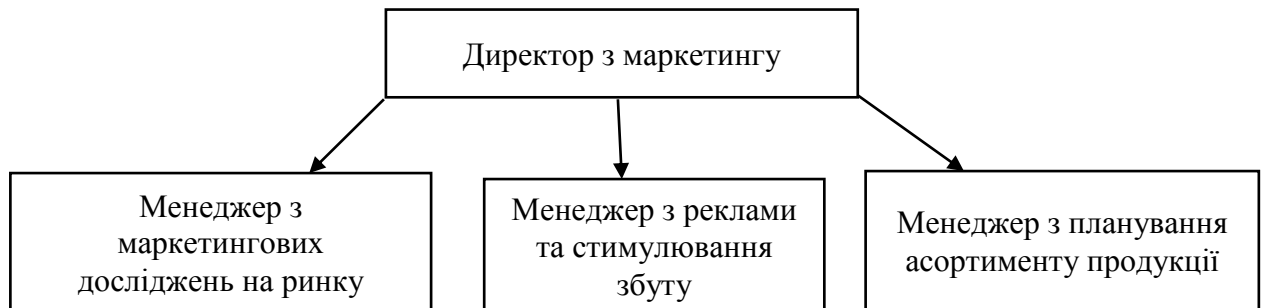 Директор з маркетингу
Менеджер з
маркетингових
досліджень на ринку
Менеджер з реклами
та стимулювання
збуту
Менеджер з планування
асортименту продукції